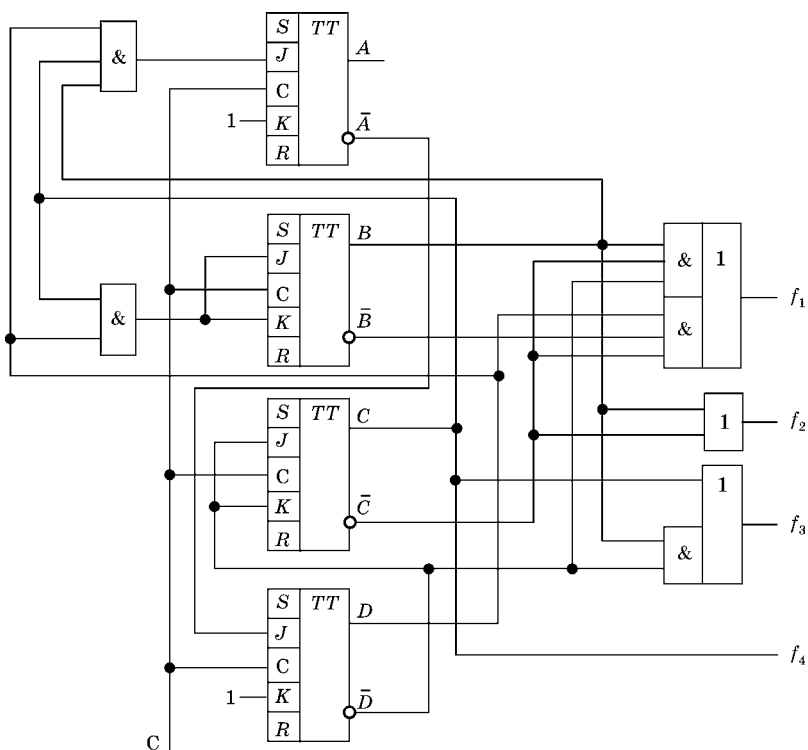 S TT A
& J
C
1 K Ā
R
S TT B
J & 1
C
& K B̄ & f₁
R
S TT C
J 1 f₂
C
K C̄ 1
R & f₃
S TT D
J
C f₄
1 K D̄
R
C